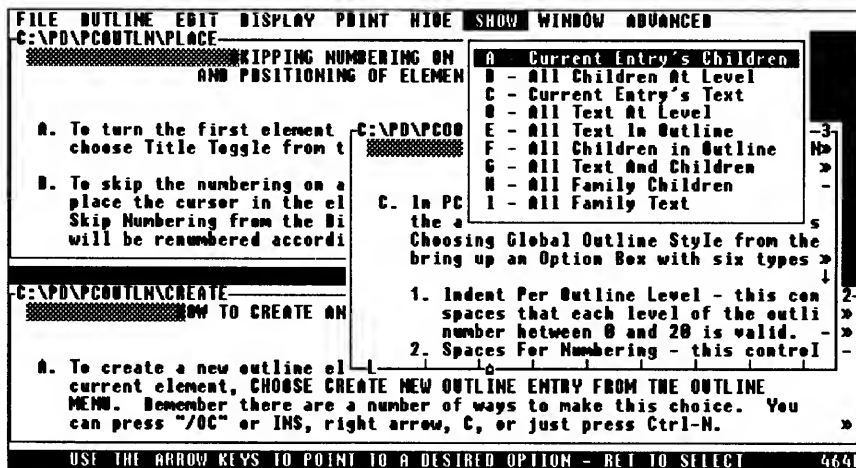 FILE OUTLINE EDIT DISPLAY POINT HIDE SHOW WINDOW ADVANCED
C:\PD\PCOUTLN\PLACE
KIPPING NUMBERING ON
AND POSITIONING OF ELEMEN
A. To turn the first element
choose Title Toggle from t
B. To skip the numbering on a
place the cursor in the el
Skip Numbering from the Di
will be renumbered accordi
A - Current Entry's Children
B - All Children At Level
C - Current Entry's Text
D - All Text At Level
E - All Text In Outline
F - All Children in Outline
G - All Text And Children
H - All Family Children
I - All Family Text
C:\PD\PCOU
3
N»
»
C. In PC
the a s
Choosing Global Outline Style from the
bring up an Option Box with six types »
1. Indent Per Outline Level - this con
spaces that each level of the outli
number between 0 and 20 is valid. - »
2. Spaces For Numbering - this control
C:\PD\PCOUTLN\CREATE
2
OW TO CREATE AN
A. To create a new outline el
current element, CHOOSE CREATE NEW OUTLINE ENTRY FROM THE OUTLINE
MENU. Remember there are a number of ways to make this choice. You
can press "/OC" or INS, right arrow, C, or just press Ctrl-N. »
USE THE ARROW KEYS TO POINT TO A DESIRED OPTION - RET TO SELECT 464